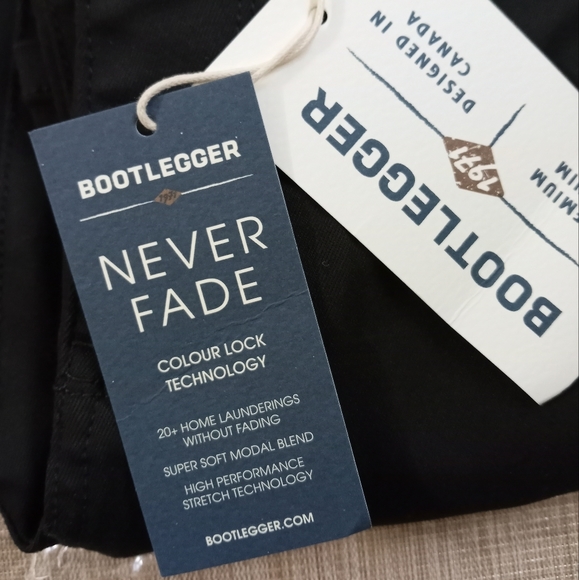 BOOTLEGGER
1971
NEVER
FADE
COLOUR LOCK
TECHNOLOGY
20+ HOME LAUNDERINGS
WITHOUT FADING
SUPER SOFT MODAL BLEND
HIGH PERFORMANCE
STRETCH TECHNOLOGY
BOOTLEGGER.COM
BOOTLEGGER
1971
DESIGNED IN
CANADA